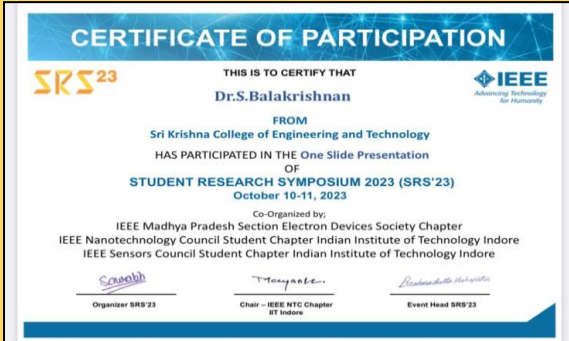 CERTIFICATE OF PARTICIPATION
SRS23
THIS IS TO CERTIFY THAT
IEEE
Advancing Technology
for Humanity
Dr.S.Balakrishnan
FROM
Sri Krishna College of Engineering and Technology
HAS PARTICIPATED IN THE One Slide Presentation
OF
STUDENT RESEARCH SYMPOSIUM 2023 (SRS'23)
October 10-11, 2023
Co-Organized by;
IEEE Madhya Pradesh Section Electron Devices Society Chapter
IEEE Nanotechnology Council Student Chapter Indian Institute of Technology Indore
IEEE Sensors Council Student Chapter Indian Institute of Technology Indore
Sourabh
Organizer SRS'23
Chair – IEEE NTC Chapter
IIT Indore
Event Head SRS'23